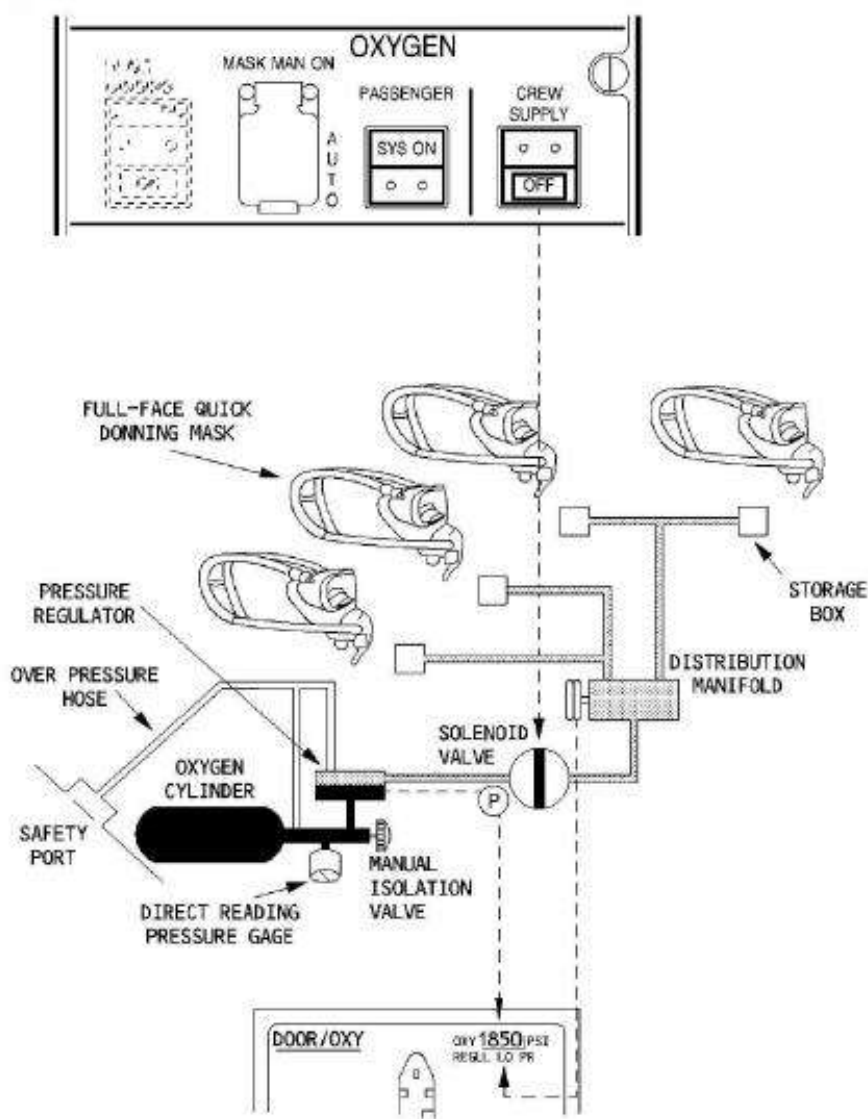 OXYGEN
MASK MAN ON
PASSENGER
CREW
SUPPLY
A
U
T
O
SYS ON
OFF
FULL-FACE QUICK
DONNING MASK
PRESSURE
REGULATOR
STORAGE
BOX
OVER PRESSURE
HOSE
DISTRIBUTION
MANIFOLD
SOLENOID
VALVE
OXYGEN
CYLINDER
P
SAFETY
PORT
MANUAL
ISOLATION
VALVE
DIRECT READING
PRESSURE GAGE
DOOR/OXY
OXY 1850 PSI
REGUL LO PR